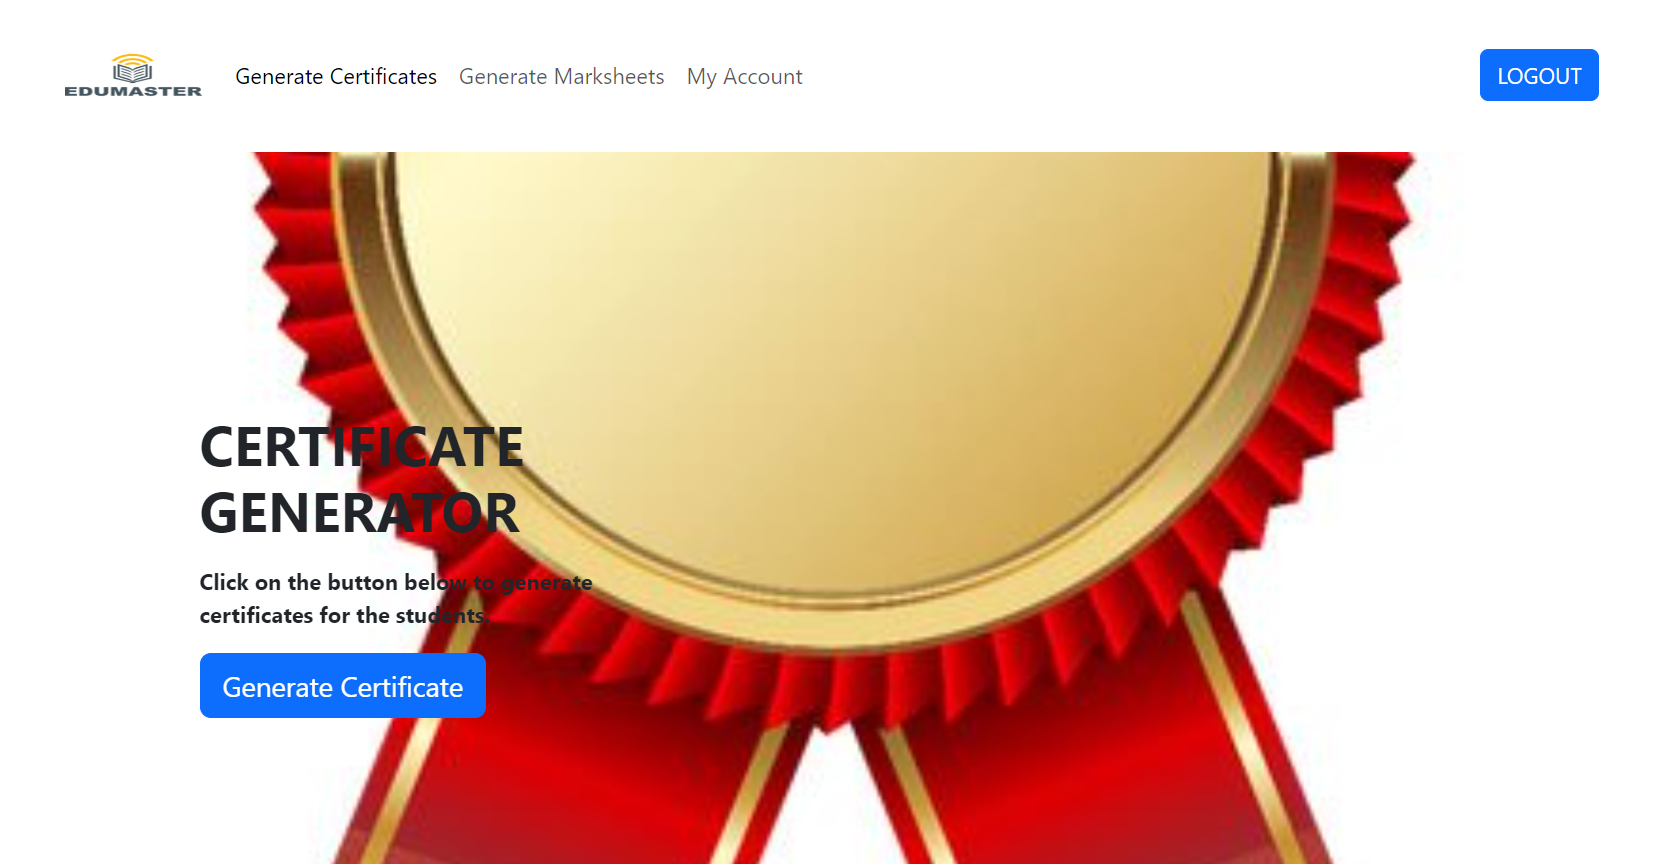 EDUMASTER
Generate Certificates
Generate Marksheets
My Account
LOGOUT
CERTIFICATE
GENERATOR
Click on the button below to generate
certificates for the students.
Generate Certificate